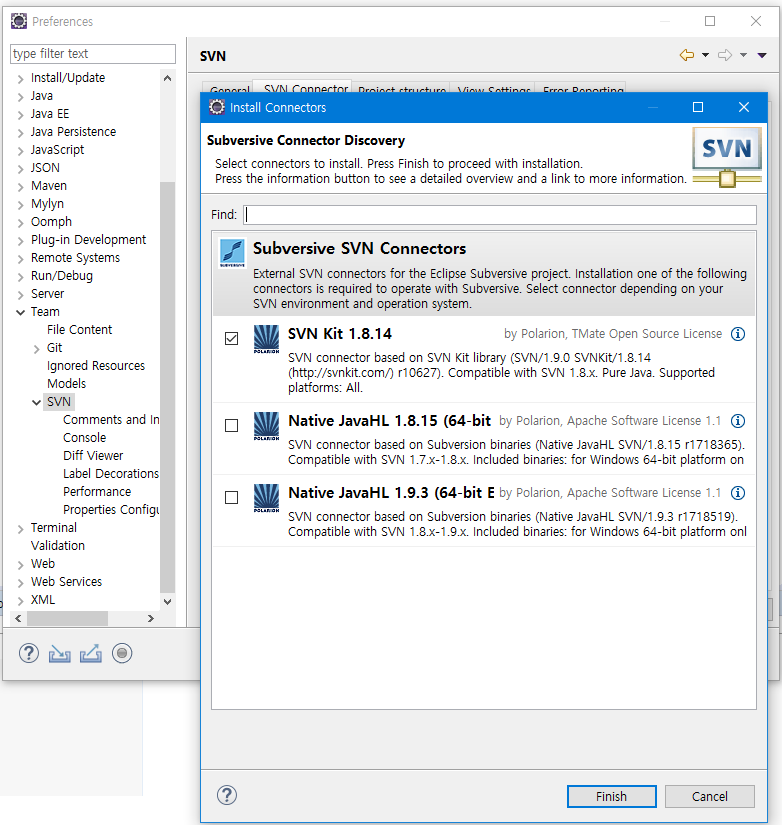 Preferences
type filter text
Install/Update
Java
Java EE
Java Persistence
JavaScript
JSON
Maven
Mylyn
Oomph
Plug-in Development
Remote Systems
Run/Debug
Server
Team
File Content
Git
Ignored Resources
Models
SVN
Comments and In
Console
Diff Viewer
Label Decorations
Performance
Properties Configu
Terminal
Validation
Web
Web Services
XML
SVN
General SVN Connector Project structure View Settings Error Reporting
Install Connectors
Subversive Connector Discovery
Select connectors to install. Press Finish to proceed with installation.
Press the information button to see a detailed overview and a link to more information.
SVN
Find:
SUBVERSIVE
Subversive SVN Connectors
External SVN connectors for the Eclipse Subversive project. Installation one of the following
connectors is required to operate with Subversive. Select connector depending on your
SVN environment and operation system.
POLARION
SVN Kit 1.8.14 by Polarion, TMate Open Source License
SVN connector based on SVN Kit library (SVN/1.9.0 SVNKit/1.8.14
(http://svnkit.com/) r10627). Compatible with SVN 1.8.x. Pure Java. Supported
platforms: All.
POLARION
Native JavaHL 1.8.15 (64-bit by Polarion, Apache Software License 1.1
SVN connector based on Subversion binaries (Native JavaHL SVN/1.8.15 r1718365).
Compatible with SVN 1.7.x-1.8.x. Included binaries: for Windows 64-bit platform on
POLARION
Native JavaHL 1.9.3 (64-bit E by Polarion, Apache Software License 1.1
SVN connector based on Subversion binaries (Native JavaHL SVN/1.9.3 r1718519).
Compatible with SVN 1.8.x-1.9.x. Included binaries: for Windows 64-bit platform onl
Finish
Cancel